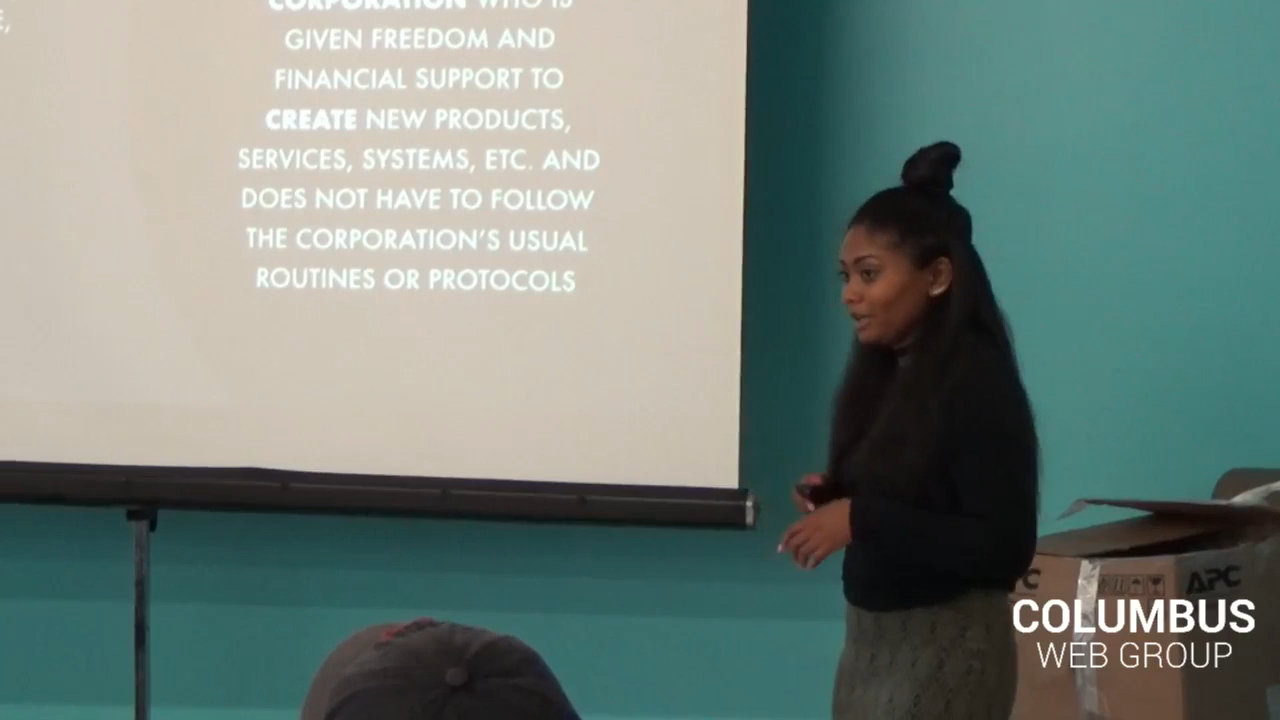 CORPORATION WHO IS
GIVEN FREEDOM AND
FINANCIAL SUPPORT TO
CREATE NEW PRODUCTS,
SERVICES, SYSTEMS, ETC. AND
DOES NOT HAVE TO FOLLOW
THE CORPORATION'S USUAL
ROUTINES OR PROTOCOLS
APC
COLUMBUS
WEB GROUP